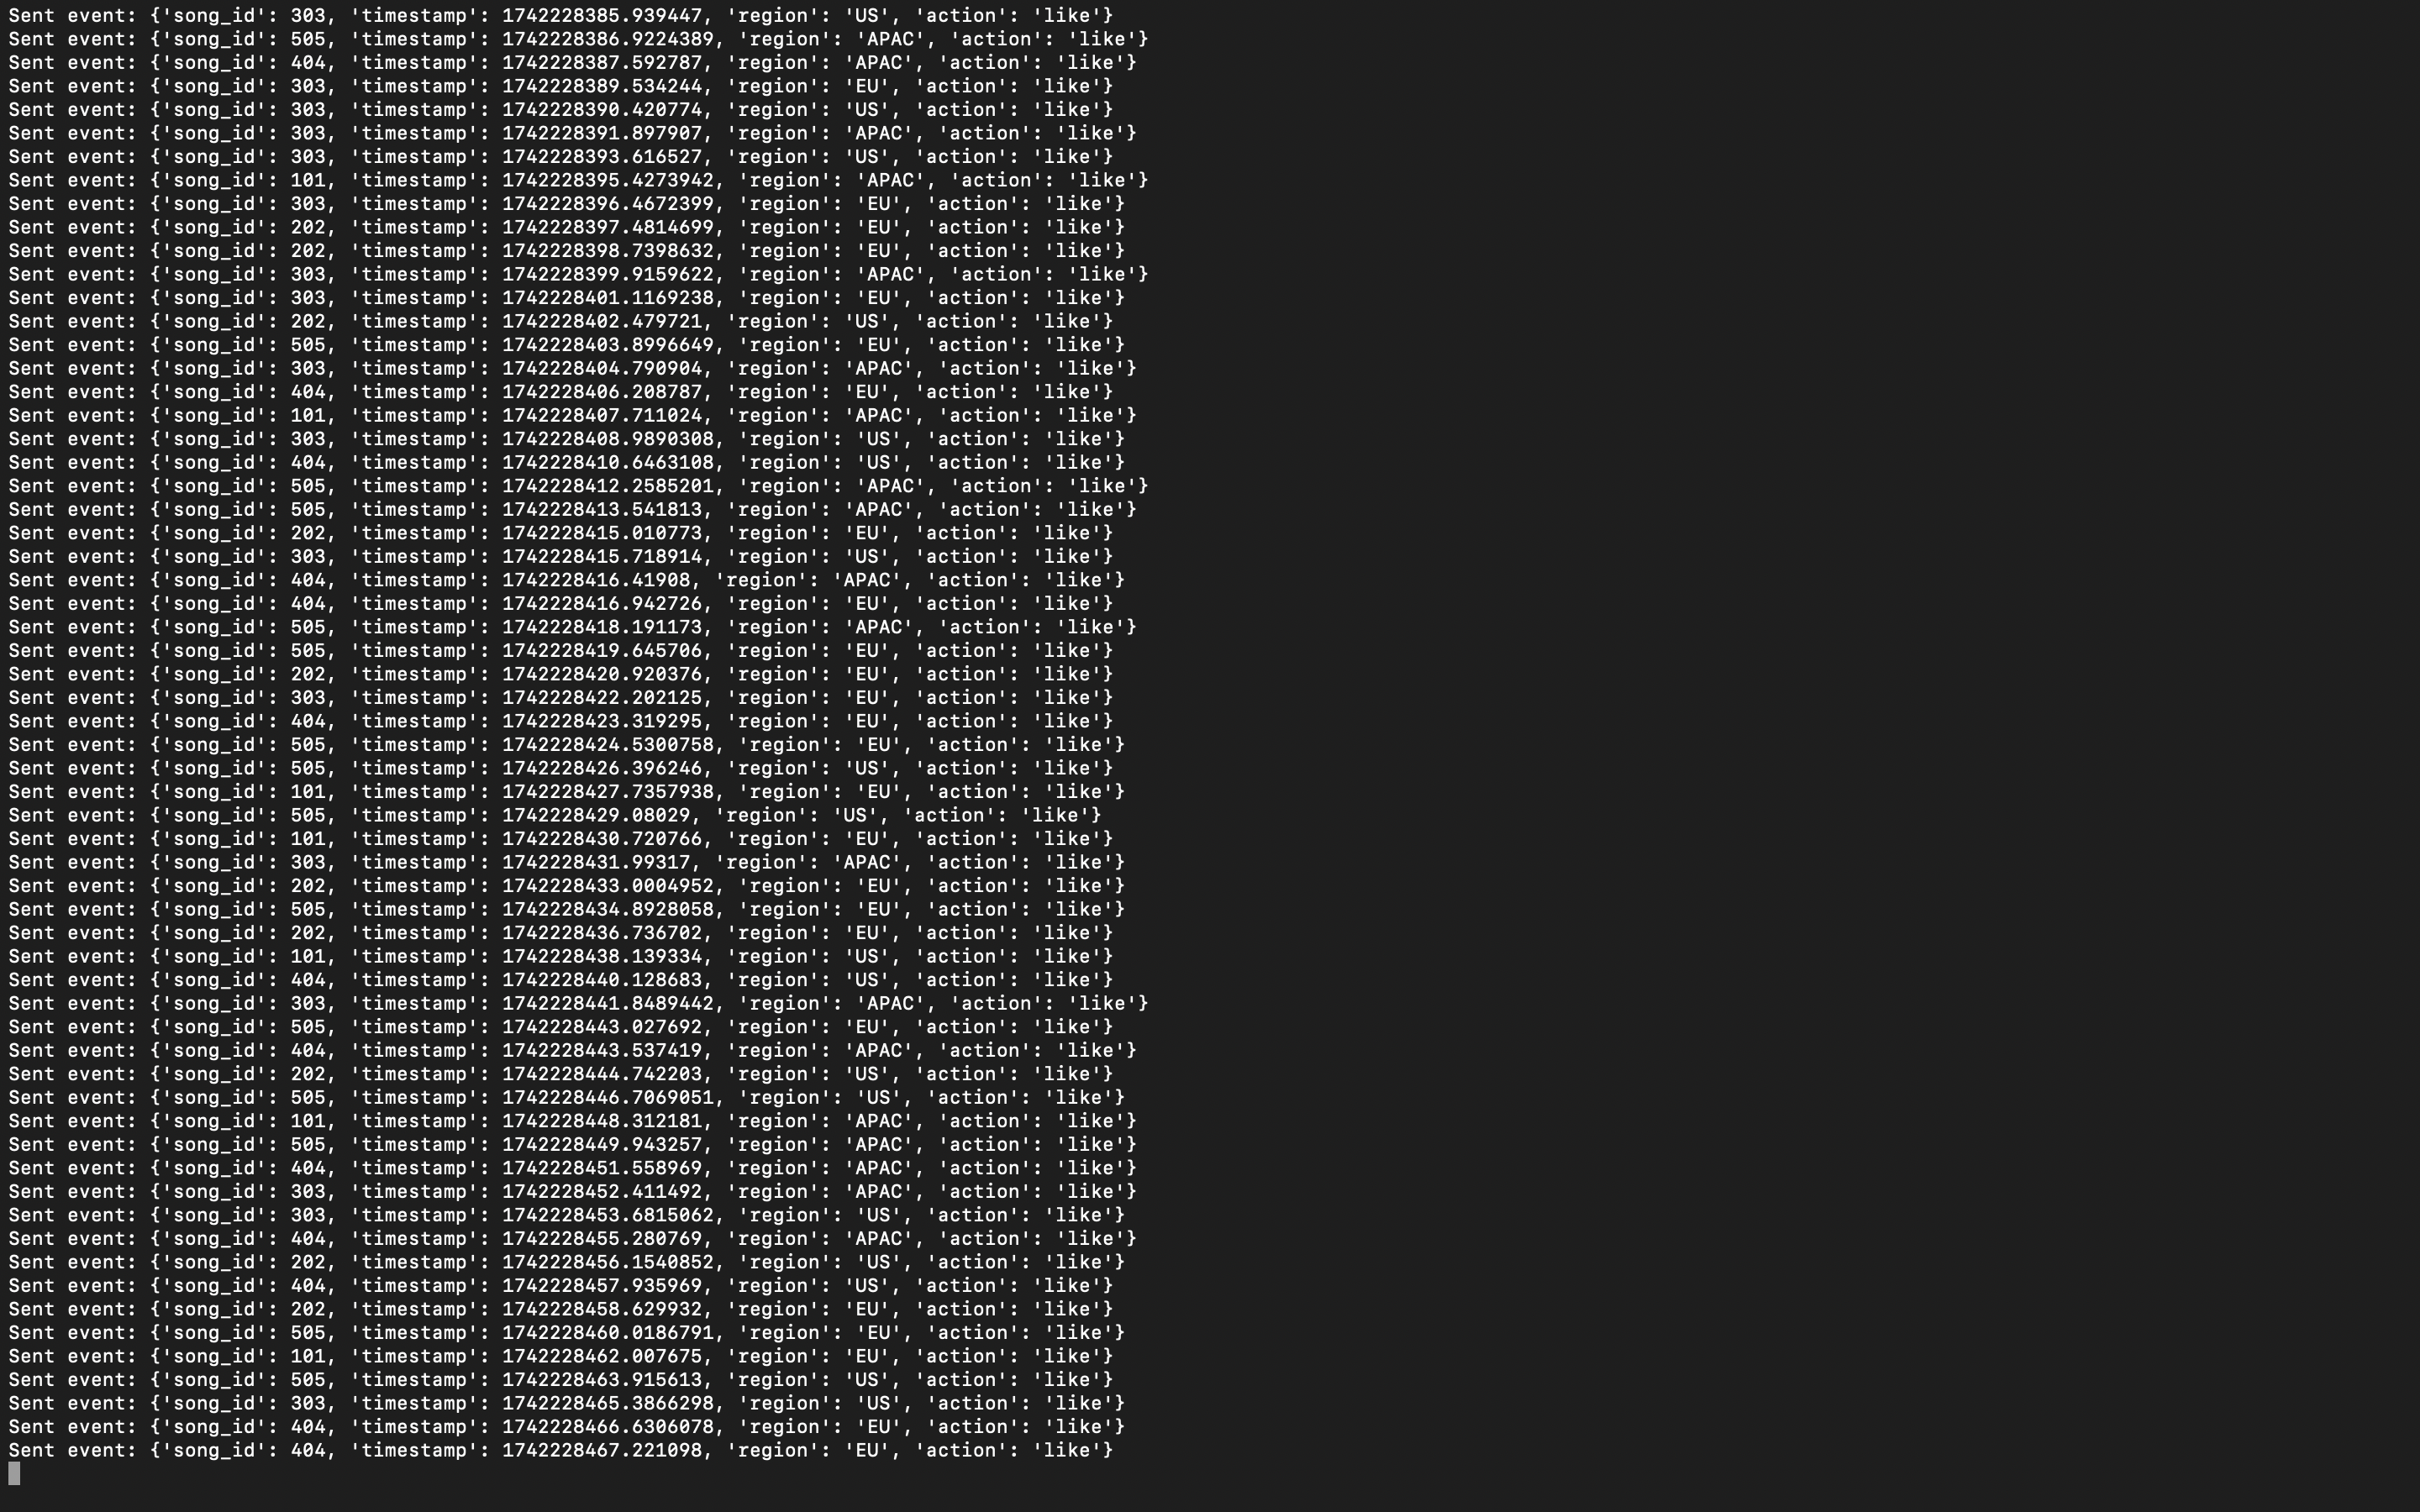 Sent event: {'song_id': 303, 'timestamp': 1742228385.939447, 'region': 'US', 'action': 'like'}
Sent event: {'song_id': 505, 'timestamp': 1742228386.9224389, 'region': 'APAC', 'action': 'like'}
Sent event: {'song_id': 404, 'timestamp': 1742228387.592787, 'region': 'APAC', 'action': 'like'}
Sent event: {'song_id': 303, 'timestamp': 1742228389.534244, 'region': 'EU', 'action': 'like'}
Sent event: {'song_id': 303, 'timestamp': 1742228390.420774, 'region': 'US', 'action': 'like'}
Sent event: {'song_id': 303, 'timestamp': 1742228391.897907, 'region': 'APAC', 'action': 'like'}
Sent event: {'song_id': 303, 'timestamp': 1742228393.616527, 'region': 'US', 'action': 'like'}
Sent event: {'song_id': 101, 'timestamp': 1742228395.4273942, 'region': 'APAC', 'action': 'like'}
Sent event: {'song_id': 303, 'timestamp': 1742228396.4672399, 'region': 'EU', 'action': 'like'}
Sent event: {'song_id': 202, 'timestamp': 1742228397.4814699, 'region': 'EU', 'action': 'like'}
Sent event: {'song_id': 202, 'timestamp': 1742228398.7398632, 'region': 'EU', 'action': 'like'}
Sent event: {'song_id': 303, 'timestamp': 1742228399.9159622, 'region': 'APAC', 'action': 'like'}
Sent event: {'song_id': 303, 'timestamp': 1742228401.1169238, 'region': 'EU', 'action': 'like'}
Sent event: {'song_id': 202, 'timestamp': 1742228402.479721, 'region': 'US', 'action': 'like'}
Sent event: {'song_id': 505, 'timestamp': 1742228403.8996649, 'region': 'EU', 'action': 'like'}
Sent event: {'song_id': 303, 'timestamp': 1742228404.790904, 'region': 'APAC', 'action': 'like'}
Sent event: {'song_id': 404, 'timestamp': 1742228406.208787, 'region': 'EU', 'action': 'like'}
Sent event: {'song_id': 101, 'timestamp': 1742228407.711024, 'region': 'APAC', 'action': 'like'}
Sent event: {'song_id': 303, 'timestamp': 1742228408.9890308, 'region': 'US', 'action': 'like'}
Sent event: {'song_id': 404, 'timestamp': 1742228410.6463108, 'region': 'US', 'action': 'like'}
Sent event: {'song_id': 505, 'timestamp': 1742228412.2585201, 'region': 'APAC', 'action': 'like'}
Sent event: {'song_id': 505, 'timestamp': 1742228413.541813, 'region': 'APAC', 'action': 'like'}
Sent event: {'song_id': 202, 'timestamp': 1742228415.010773, 'region': 'EU', 'action': 'like'}
Sent event: {'song_id': 303, 'timestamp': 1742228415.718914, 'region': 'US', 'action': 'like'}
Sent event: {'song_id': 404, 'timestamp': 1742228416.41908, 'region': 'APAC', 'action': 'like'}
Sent event: {'song_id': 404, 'timestamp': 1742228416.942726, 'region': 'EU', 'action': 'like'}
Sent event: {'song_id': 505, 'timestamp': 1742228418.191173, 'region': 'APAC', 'action': 'like'}
Sent event: {'song_id': 505, 'timestamp': 1742228419.645706, 'region': 'EU', 'action': 'like'}
Sent event: {'song_id': 202, 'timestamp': 1742228420.920376, 'region': 'EU', 'action': 'like'}
Sent event: {'song_id': 303, 'timestamp': 1742228422.202125, 'region': 'EU', 'action': 'like'}
Sent event: {'song_id': 404, 'timestamp': 1742228423.319295, 'region': 'EU', 'action': 'like'}
Sent event: {'song_id': 505, 'timestamp': 1742228424.5300758, 'region': 'EU', 'action': 'like'}
Sent event: {'song_id': 505, 'timestamp': 1742228426.396246, 'region': 'US', 'action': 'like'}
Sent event: {'song_id': 101, 'timestamp': 1742228427.7357938, 'region': 'EU', 'action': 'like'}
Sent event: {'song_id': 505, 'timestamp': 1742228429.08029, 'region': 'US', 'action': 'like'}
Sent event: {'song_id': 101, 'timestamp': 1742228430.720766, 'region': 'EU', 'action': 'like'}
Sent event: {'song_id': 303, 'timestamp': 1742228431.99317, 'region': 'APAC', 'action': 'like'}
Sent event: {'song_id': 202, 'timestamp': 1742228433.0004952, 'region': 'EU', 'action': 'like'}
Sent event: {'song_id': 505, 'timestamp': 1742228434.8928058, 'region': 'EU', 'action': 'like'}
Sent event: {'song_id': 202, 'timestamp': 1742228436.736702, 'region': 'EU', 'action': 'like'}
Sent event: {'song_id': 101, 'timestamp': 1742228438.139334, 'region': 'US', 'action': 'like'}
Sent event: {'song_id': 404, 'timestamp': 1742228440.128683, 'region': 'US', 'action': 'like'}
Sent event: {'song_id': 303, 'timestamp': 1742228441.8489442, 'region': 'APAC', 'action': 'like'}
Sent event: {'song_id': 505, 'timestamp': 1742228443.027692, 'region': 'EU', 'action': 'like'}
Sent event: {'song_id': 404, 'timestamp': 1742228443.537419, 'region': 'APAC', 'action': 'like'}
Sent event: {'song_id': 202, 'timestamp': 1742228444.742203, 'region': 'US', 'action': 'like'}
Sent event: {'song_id': 505, 'timestamp': 1742228446.7069051, 'region': 'US', 'action': 'like'}
Sent event: {'song_id': 101, 'timestamp': 1742228448.312181, 'region': 'APAC', 'action': 'like'}
Sent event: {'song_id': 505, 'timestamp': 1742228449.943257, 'region': 'APAC', 'action': 'like'}
Sent event: {'song_id': 404, 'timestamp': 1742228451.558969, 'region': 'APAC', 'action': 'like'}
Sent event: {'song_id': 303, 'timestamp': 1742228452.411492, 'region': 'APAC', 'action': 'like'}
Sent event: {'song_id': 303, 'timestamp': 1742228453.6815062, 'region': 'US', 'action': 'like'}
Sent event: {'song_id': 404, 'timestamp': 1742228455.280769, 'region': 'APAC', 'action': 'like'}
Sent event: {'song_id': 202, 'timestamp': 1742228456.1540852, 'region': 'US', 'action': 'like'}
Sent event: {'song_id': 404, 'timestamp': 1742228457.935969, 'region': 'US', 'action': 'like'}
Sent event: {'song_id': 202, 'timestamp': 1742228458.629932, 'region': 'EU', 'action': 'like'}
Sent event: {'song_id': 505, 'timestamp': 1742228460.0186791, 'region': 'EU', 'action': 'like'}
Sent event: {'song_id': 101, 'timestamp': 1742228462.007675, 'region': 'EU', 'action': 'like'}
Sent event: {'song_id': 505, 'timestamp': 1742228463.915613, 'region': 'US', 'action': 'like'}
Sent event: {'song_id': 303, 'timestamp': 1742228465.3866298, 'region': 'US', 'action': 'like'}
Sent event: {'song_id': 404, 'timestamp': 1742228466.6306078, 'region': 'EU', 'action': 'like'}
Sent event: {'song_id': 404, 'timestamp': 1742228467.221098, 'region': 'EU', 'action': 'like'}